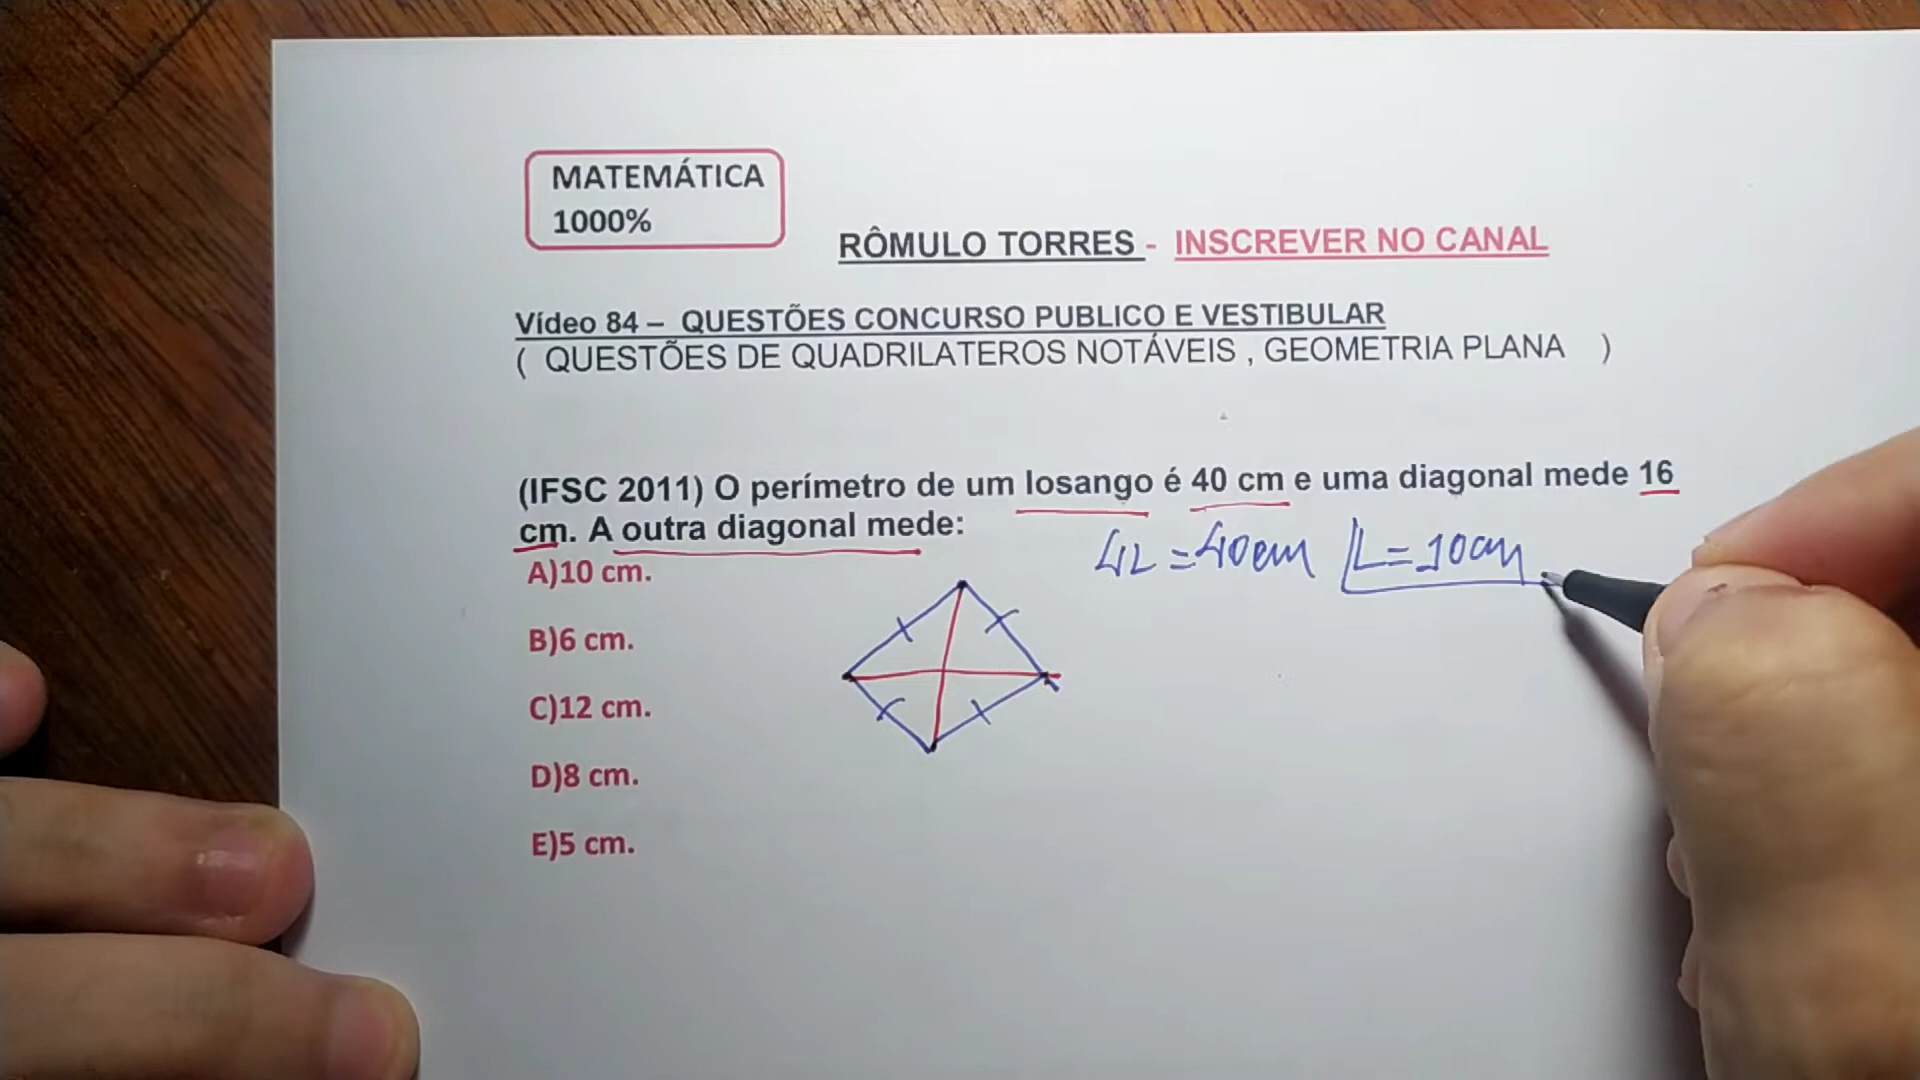 MATEMÁTICA
1000%
RÔMULO TORRES - INSCREVER NO CANAL
Vídeo 84 – QUESTÕES CONCURSO PUBLICO E VESTIBULAR
( QUESTÕES DE QUADRILATEROS NOTÁVEIS , GEOMETRIA PLANA )
(IFSC 2011) O perímetro de um losango é 40 cm e uma diagonal mede 16
cm. A outra diagonal mede:
4L = 40cm L = 10cm
A)10 cm.
B)6 cm.
C)12 cm.
D)8 cm.
E)5 cm.